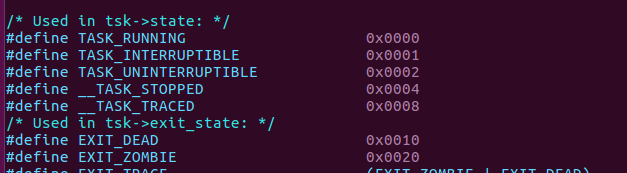 /* Used in tsk->state: */
#define TASK_RUNNING 0x0000
#define TASK_INTERRUPTIBLE 0x0001
#define TASK_UNINTERRUPTIBLE 0x0002
#define __TASK_STOPPED 0x0004
#define __TASK_TRACED 0x0008
/* Used in tsk->exit_state: */
#define EXIT_DEAD 0x0010
#define EXIT_ZOMBIE 0x0020
#define EXIT_TRACE (EXIT_ZOMBIE | EXIT_DEAD)